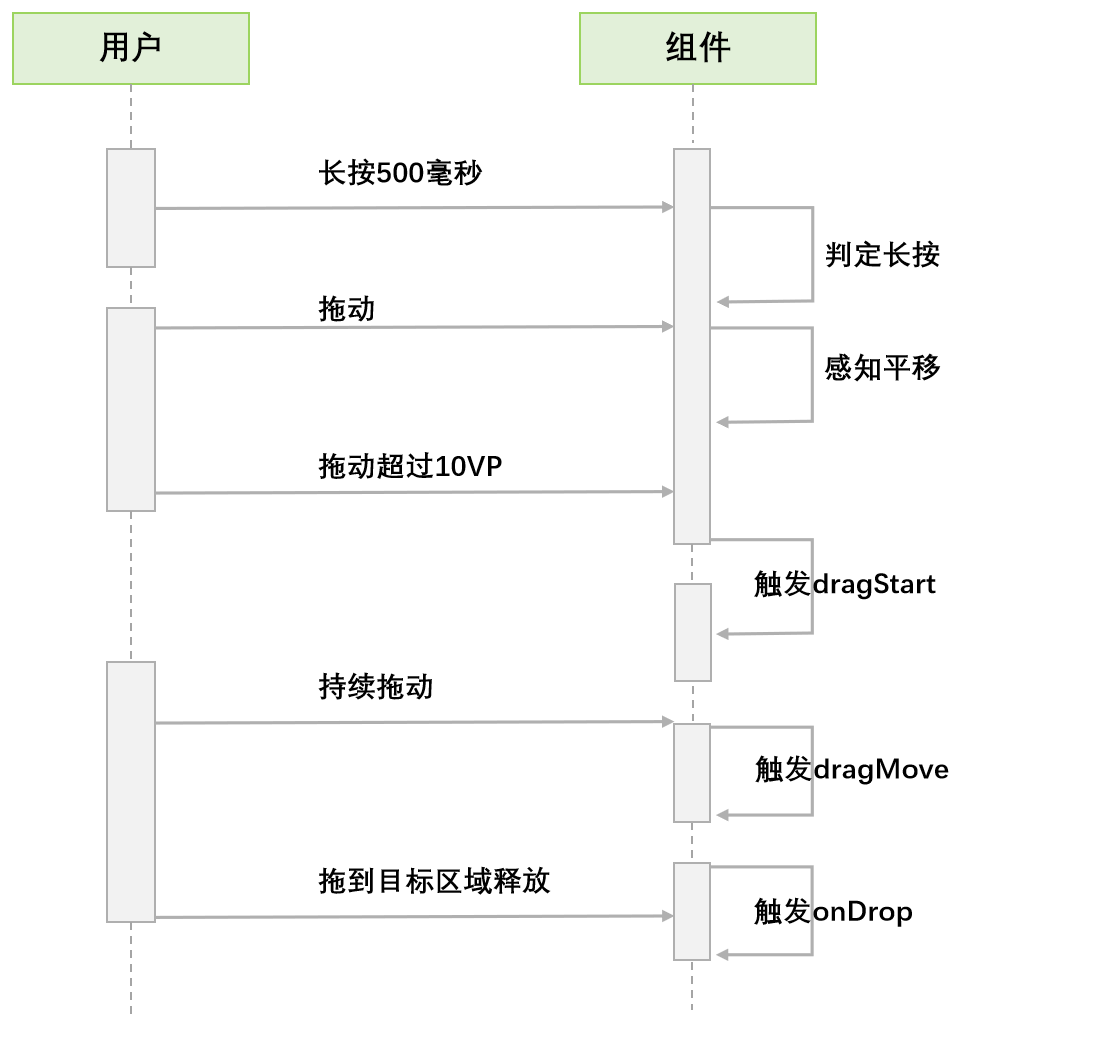 用户
组件
长按500毫秒
判定长按
拖动
感知平移
拖动超过10VP
触发dragStart
持续拖动
触发dragMove
拖到目标区域释放
触发onDrop